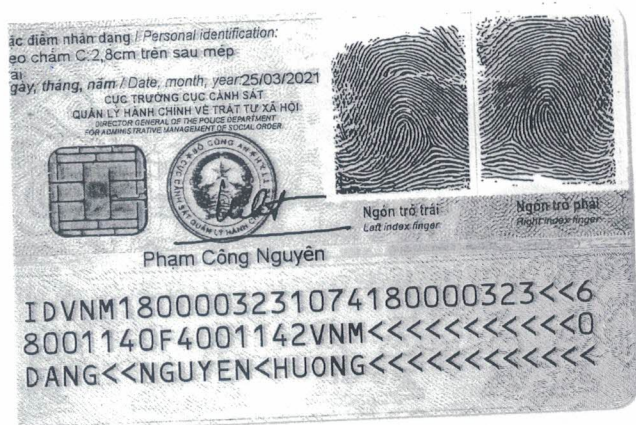 ặc điểm nhân dạng / Personal identification:
ẹo chấm C:2,8cm trên sau mép
ải
gày, tháng, năm / Date, month, year: 25/03/2021
CỤC TRƯỞNG CỤC CẢNH SÁT
QUẢN LÝ HÀNH CHÍNH VỀ TRẬT TỰ XÃ HỘI
DIRECTOR GENERAL OF THE POLICE DEPARTMENT
FOR ADMINISTRATIVE MANAGEMENT OF SOCIAL ORDER
Ngón trỏ trái
Left index finger
Ngón trỏ phải
Right index finger
Phạm Công Nguyên
IDVNM1800003231074180000323<<6
8001140F4001142VNM<<<<<<<<<<<0
DANG<<NGUYEN<HUONG<<<<<<<<<<<<